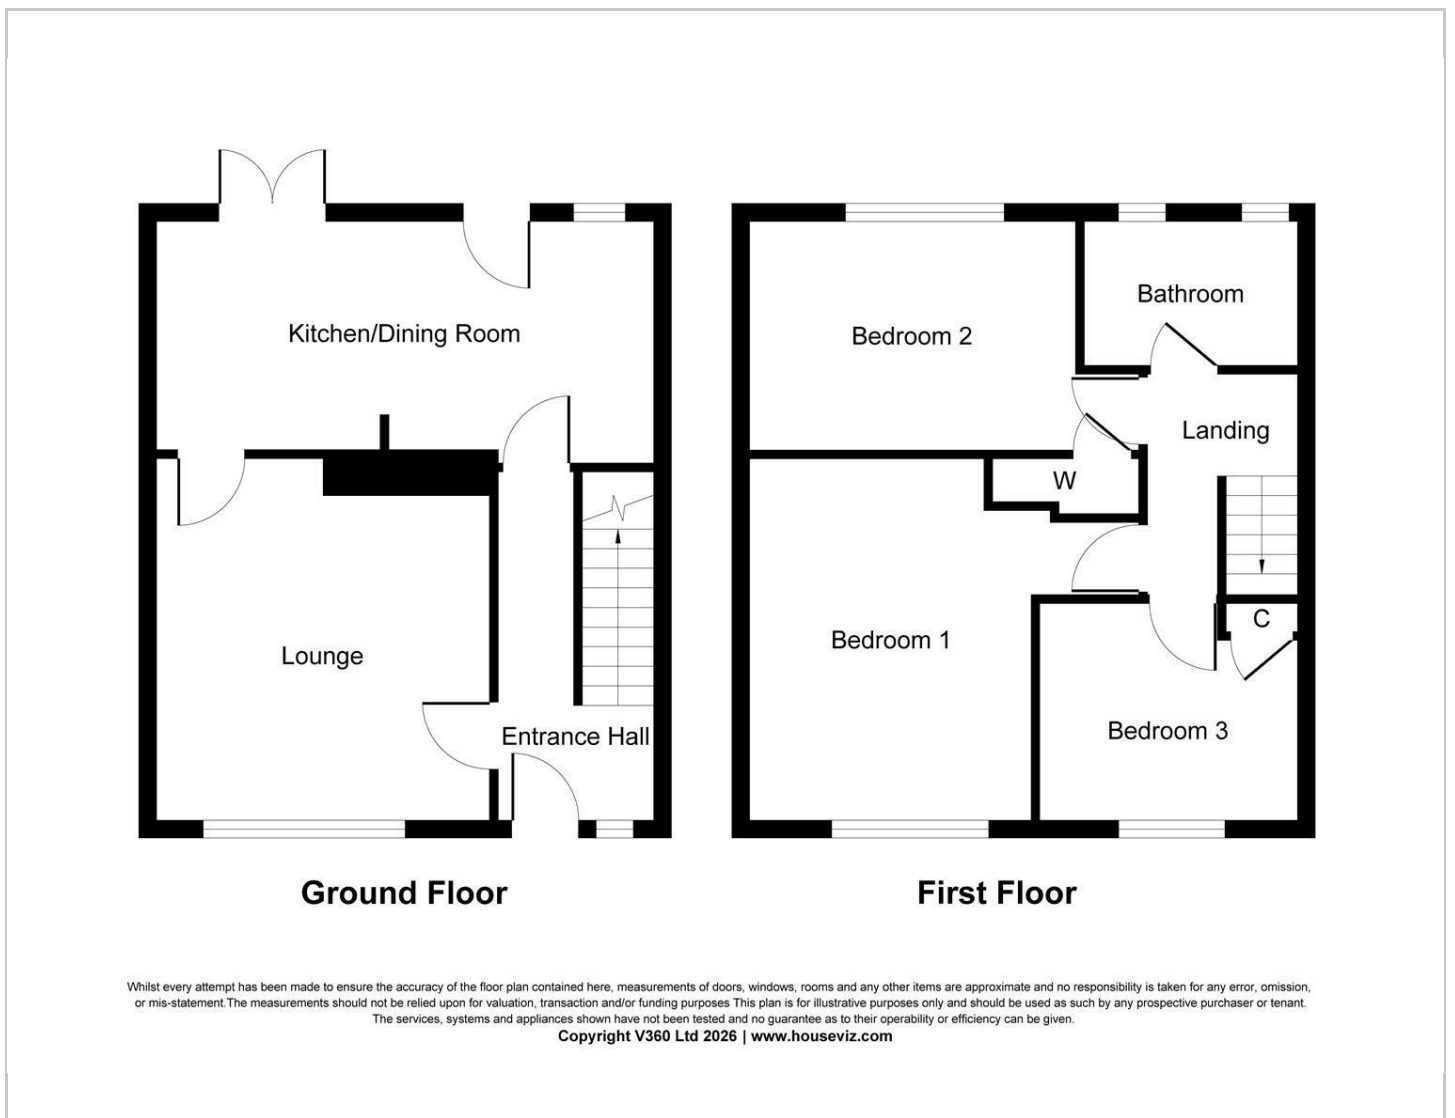 Kitchen/Dining Room
Lounge
Entrance Hall
Ground Floor
Bedroom 2
Bathroom
Landing
W
Bedroom 1
C
Bedroom 3
First Floor
Whilst every attempt has been made to ensure the accuracy of the floor plan contained here, measurements of doors, windows, rooms and any other items are approximate and no responsibility is taken for any error, omission,
or mis-statement.The measurements should not be relied upon for valuation, transaction and/or funding purposes This plan is for illustrative purposes only and should be used as such by any prospective purchaser or tenant.
The services, systems and appliances shown have not been tested and no guarantee as to their operability or efficiency can be given.
Copyright V360 Ltd 2026 | www.houseviz.com